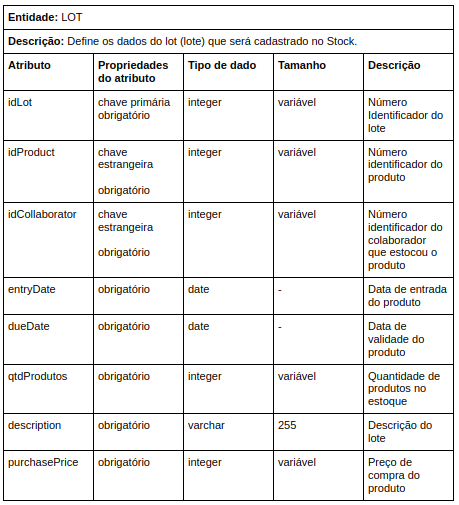 Entidade: LOT
Descrição: Define os dados do lot (lote) que será cadastrado no Stock.
Atributo Propriedades do atributo Tipo de dado Tamanho Descrição
idLot chave primária obrigatório integer variável Número Identificador do lote
idProduct chave estrangeira obrigatório integer variável Número identificador do produto
idCollaborator chave estrangeira obrigatório integer variável Número identificador do colaborador que estocou o produto
entryDate obrigatório date - Data de entrada do produto
dueDate obrigatório date - Data de validade do produto
qtdProdutos obrigatório integer variável Quantidade de produtos no estoque
description obrigatório varchar 255 Descrição do lote
purchasePrice obrigatório integer variável Preço de compra do produto